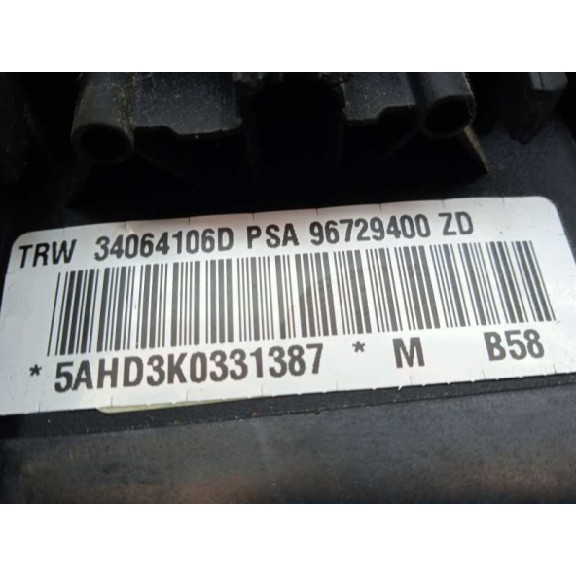 TRW 34064106D PSA 96729400 ZD
* 5AHD3K0331387 * M B58